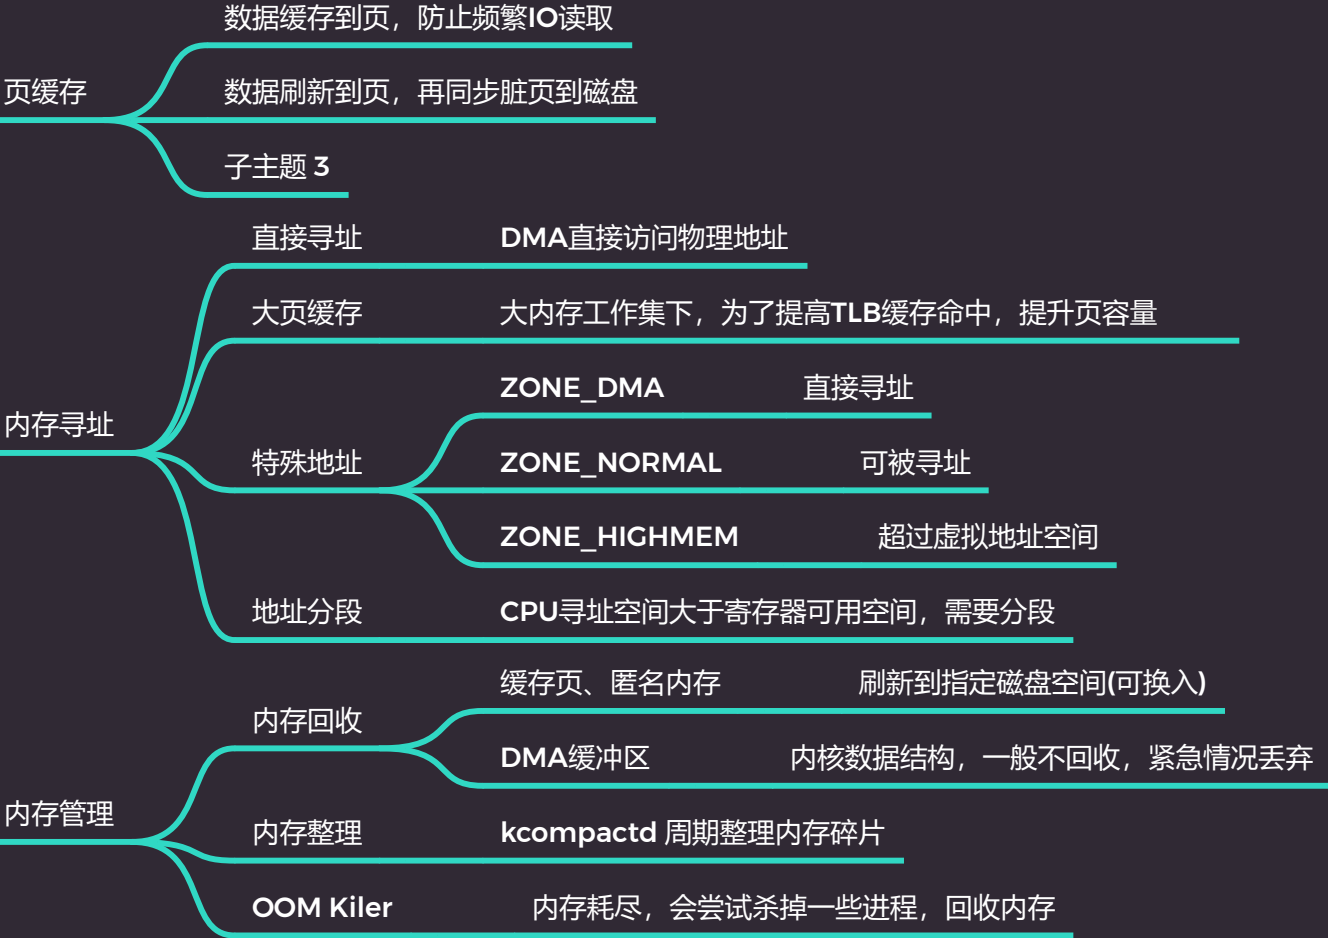 页缓存
数据缓存到页，防止频繁IO读取
数据刷新到页，再同步脏页到磁盘
子主题 3
内存寻址
直接寻址
DMA直接访问物理地址
大页缓存
大内存工作集下，为了提高TLB缓存命中，提升页容量
特殊地址
ZONE_DMA
直接寻址
ZONE_NORMAL
可被寻址
ZONE_HIGHMEM
超过虚拟地址空间
地址分段
CPU寻址空间大于寄存器可用空间，需要分段
内存管理
内存回收
缓存页、匿名内存
刷新到指定磁盘空间(可换入)
DMA缓冲区
内核数据结构，一般不回收，紧急情况丢弃
内存整理
kcompactd 周期整理内存碎片
OOM Kiler
内存耗尽，会尝试杀掉一些进程，回收内存